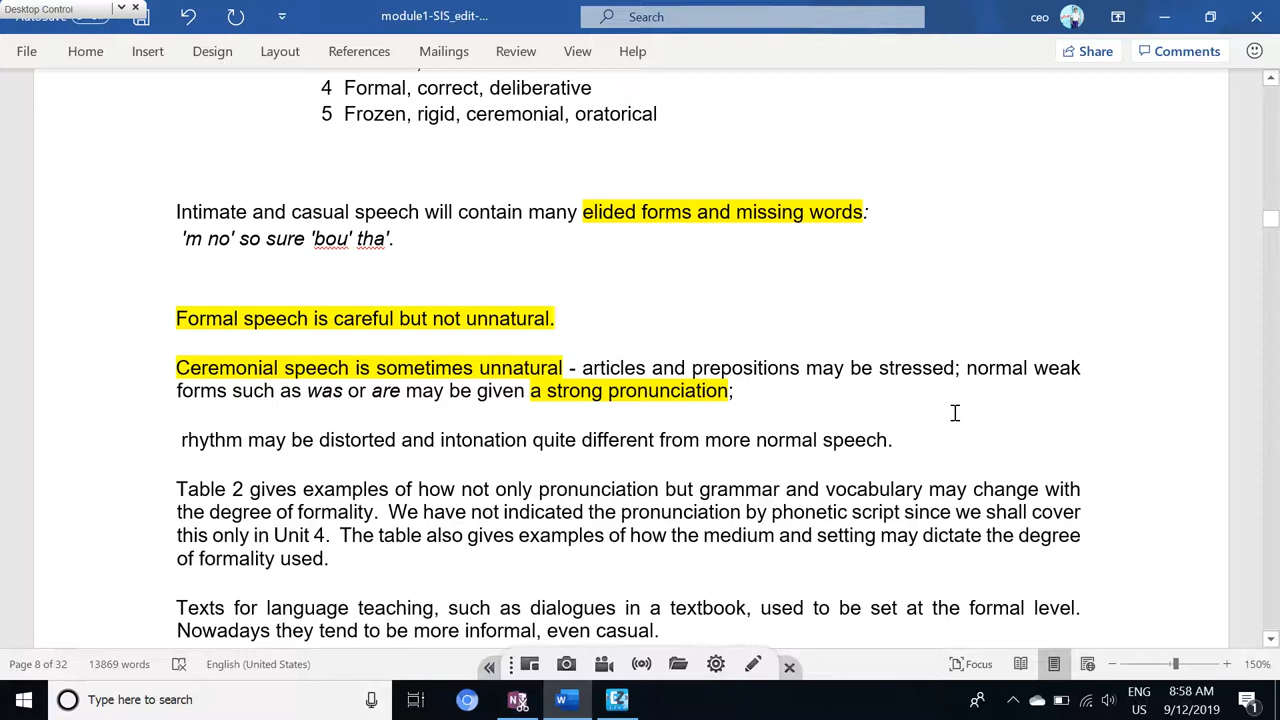 Desktop Control
module1-SIS_edit-...
Search
ceo
File Home Insert Design Layout References Mailings Review View Help
Share Comments
4 Formal, correct, deliberative
5 Frozen, rigid, ceremonial, oratorical
Intimate and casual speech will contain many elided forms and missing words:
'm no' so sure 'bou' tha'.
Formal speech is careful but not unnatural.
Ceremonial speech is sometimes unnatural - articles and prepositions may be stressed; normal weak
forms such as was or are may be given a strong pronunciation;
rhythm may be distorted and intonation quite different from more normal speech.
Table 2 gives examples of how not only pronunciation but grammar and vocabulary may change with
the degree of formality. We have not indicated the pronunciation by phonetic script since we shall cover
this only in Unit 4. The table also gives examples of how the medium and setting may dictate the degree
of formality used.
Texts for language teaching, such as dialogues in a textbook, used to be set at the formal level.
Nowadays they tend to be more informal, even casual.
Page 8 of 32 13869 words English (United States) Focus 150%
Type here to search
ENG 8:58 AM
US 9/12/2019